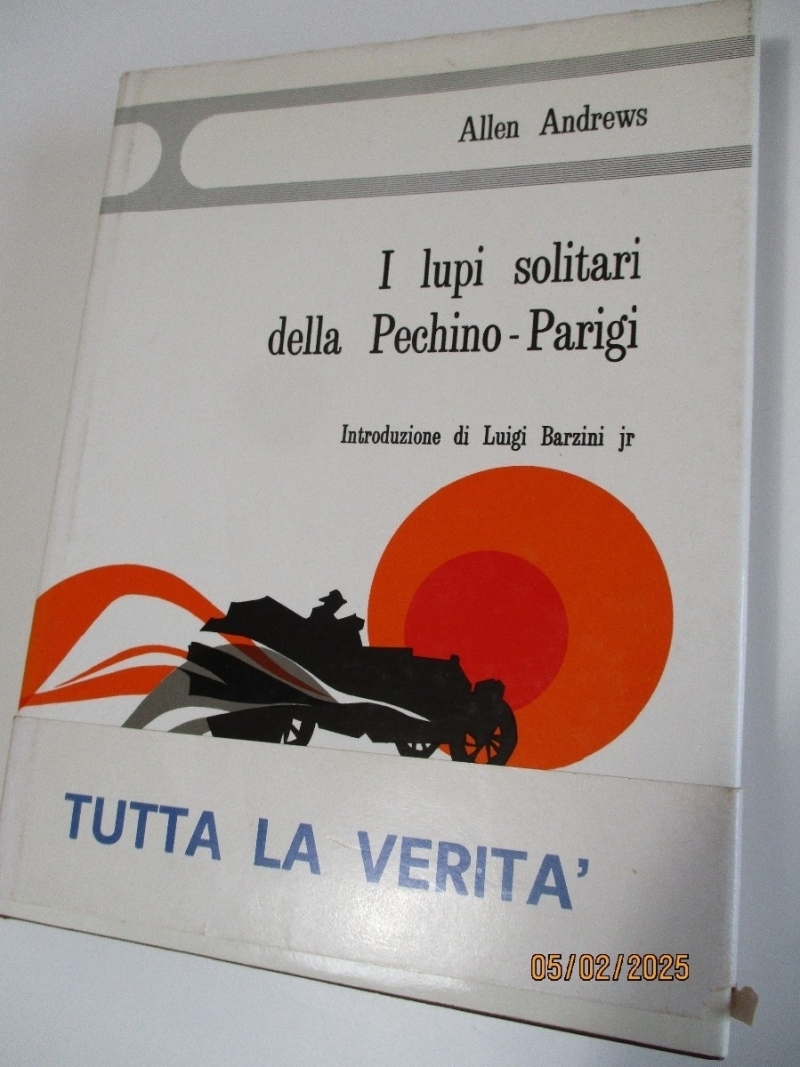 Allen Andrews
I lupi solitari
della Pechino-Parigi
Introduzione di Luigi Barzini jr
TUTTA LA VERITA'
05/02/2025